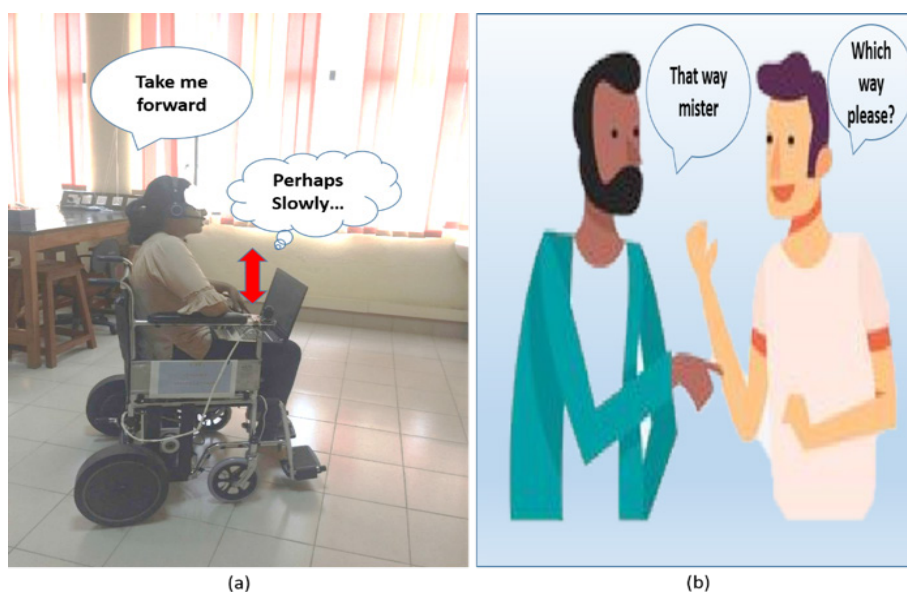 Take me
forward
Perhaps
Slowly...
That way
mister
Which
way
please?
(a)
(b)